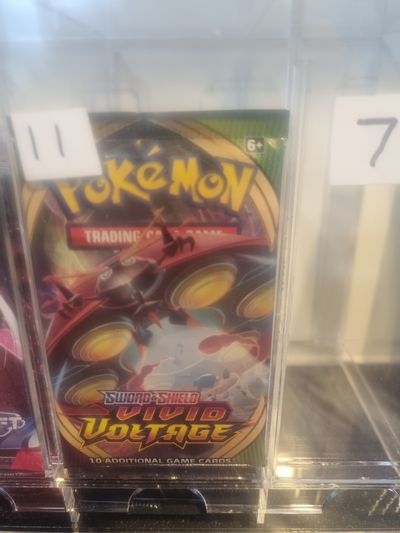 11
7
6+
POKÉMON
TRADING CARD GAME
SWORD & SHIELD
VIVID
VOLTAGE
10 ADDITIONAL GAME CARDS